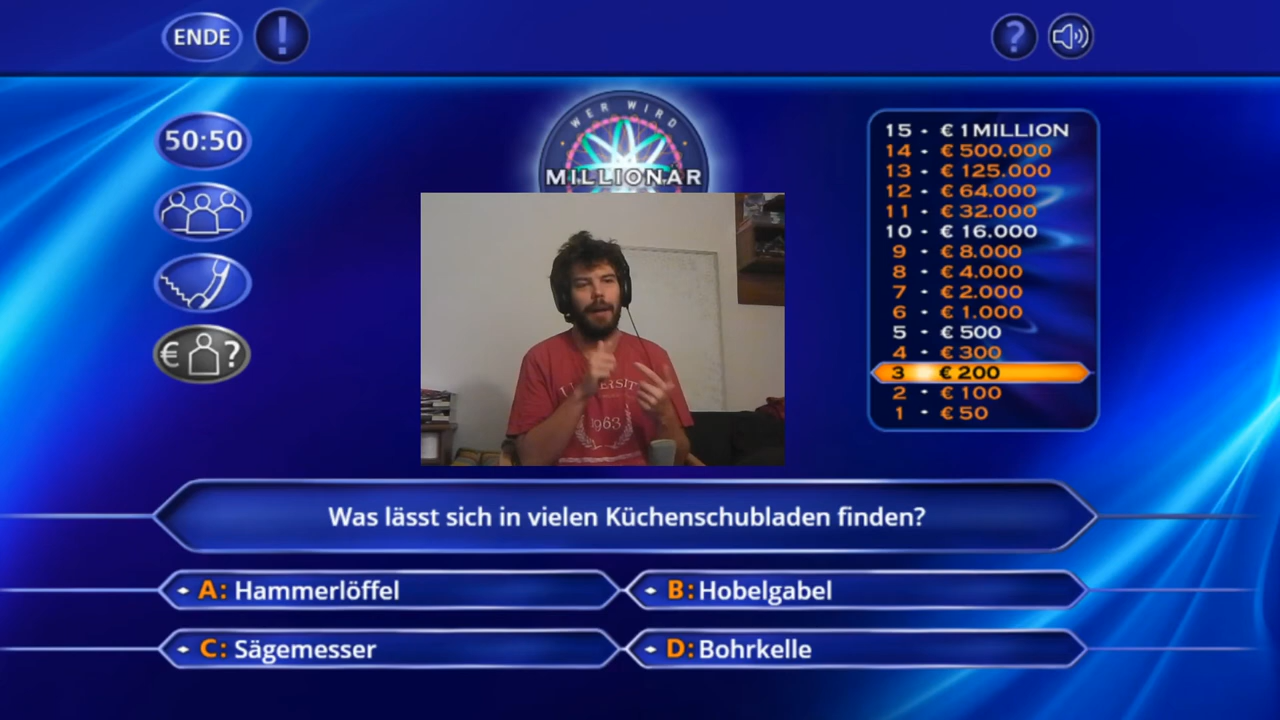 ENDE
!
?
50:50
WER WIRD
MILLIONÄR
€ ?
15 • € 1 MILLION
14 • € 500.000
13 • € 125.000
12 • € 64.000
11 • € 32.000
10 • € 16.000
9 • € 8.000
8 • € 4.000
7 • € 2.000
6 • € 1.000
5 • € 500
4 • € 300
3 € 200
2 • € 100
1 • € 50
1963
Was lässt sich in vielen Küchenschubladen finden?
A: Hammerlöffel
B: Hobelgabel
C: Sägemesser
D: Bohrkelle